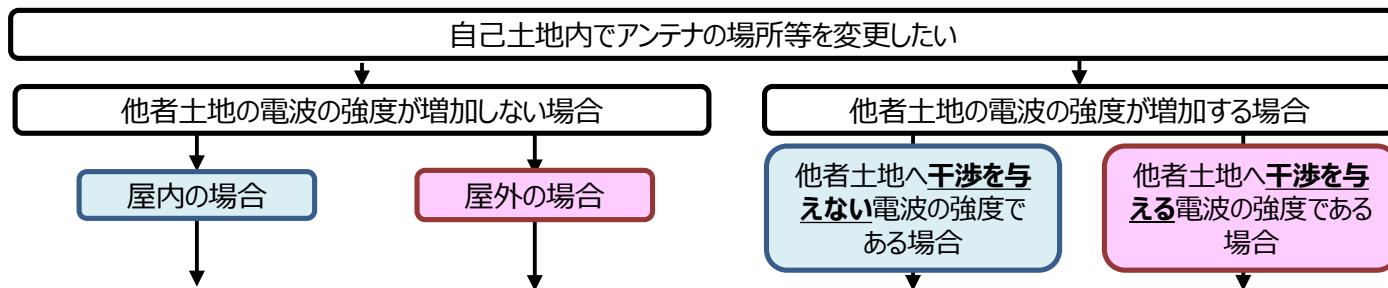 自己土地内でアンテナの場所等を変更したい
他者土地の電波の強度が増加しない場合
他者土地の電波の強度が増加する場合
屋内の場合
屋外の場合
他者土地へ干渉を与
えない電波の強度で
ある場合
他者土地へ干渉を与
える電波の強度である
場合